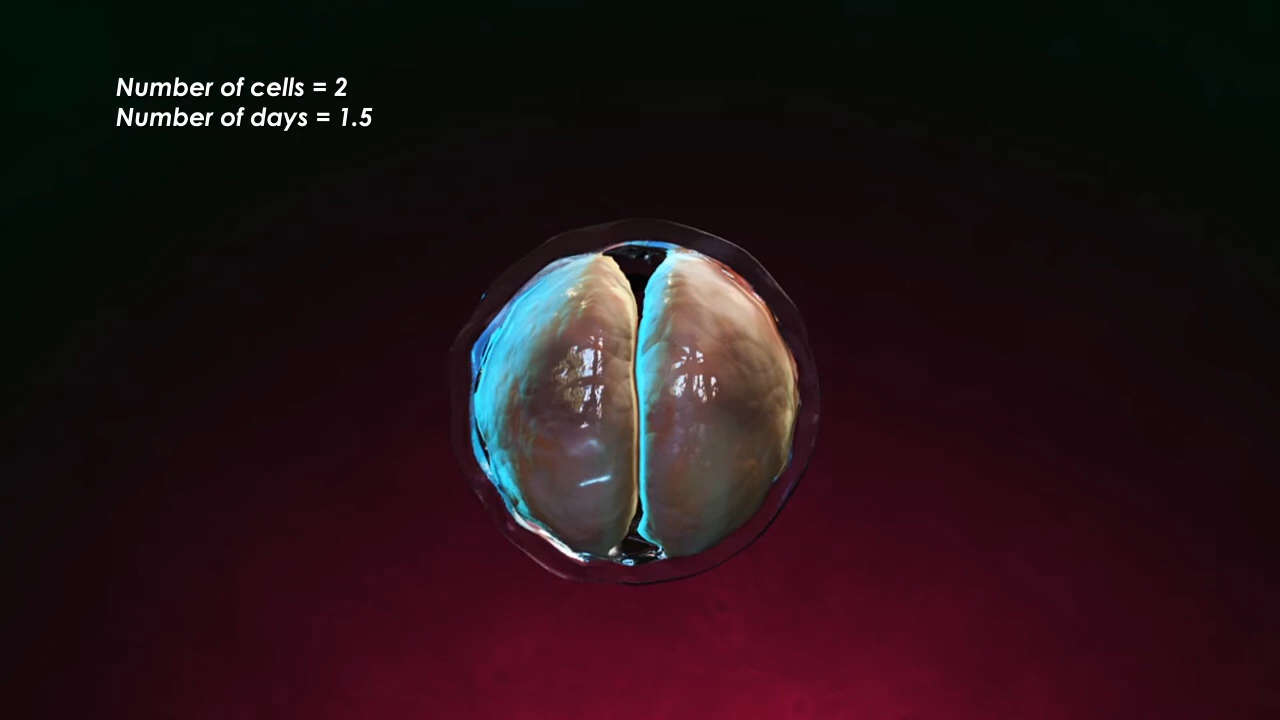 Number of cells = 2
Number of days = 1.5